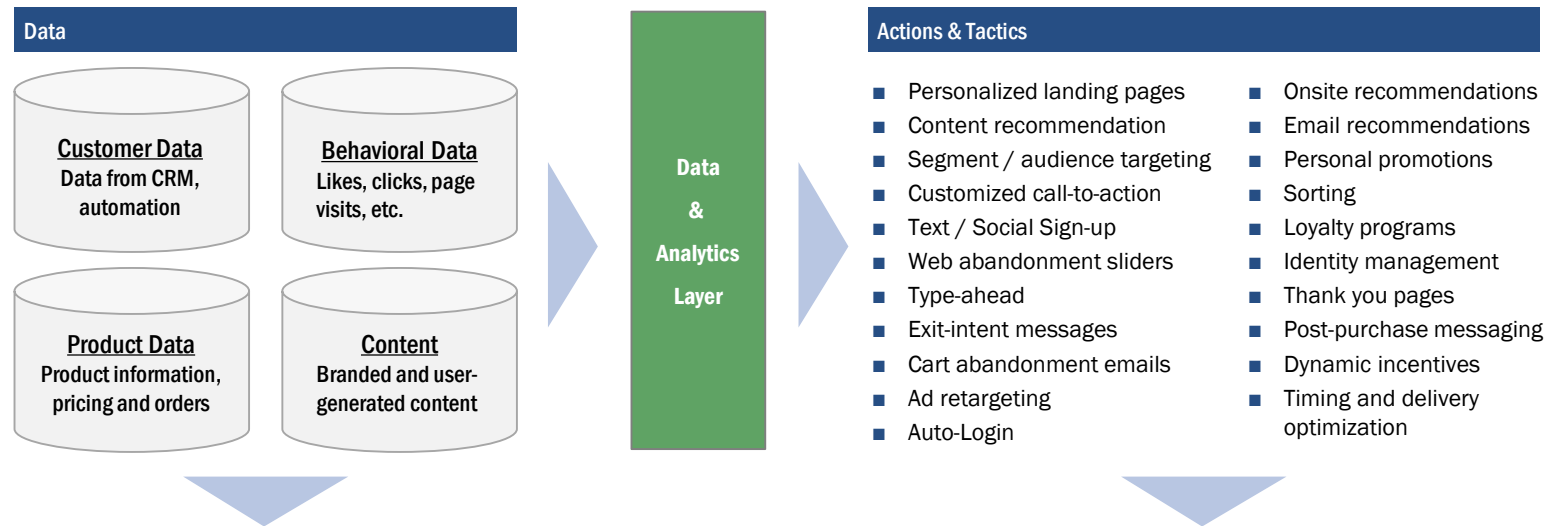 Data
Customer Data
Data from CRM,
automation
Behavioral Data
Likes, clicks, page
visits, etc.
Product Data
Product information,
pricing and orders
Content
Branded and user-
generated content
Data
&
Analytics
Layer
Actions & Tactics
Personalized landing pages
Content recommendation
Segment / audience targeting
Customized call-to-action
Text / Social Sign-up
Web abandonment sliders
Type-ahead
Exit-intent messages
Cart abandonment emails
Ad retargeting
Auto-Login
Onsite recommendations
Email recommendations
Personal promotions
Sorting
Loyalty programs
Identity management
Thank you pages
Post-purchase messaging
Dynamic incentives
Timing and delivery
optimization